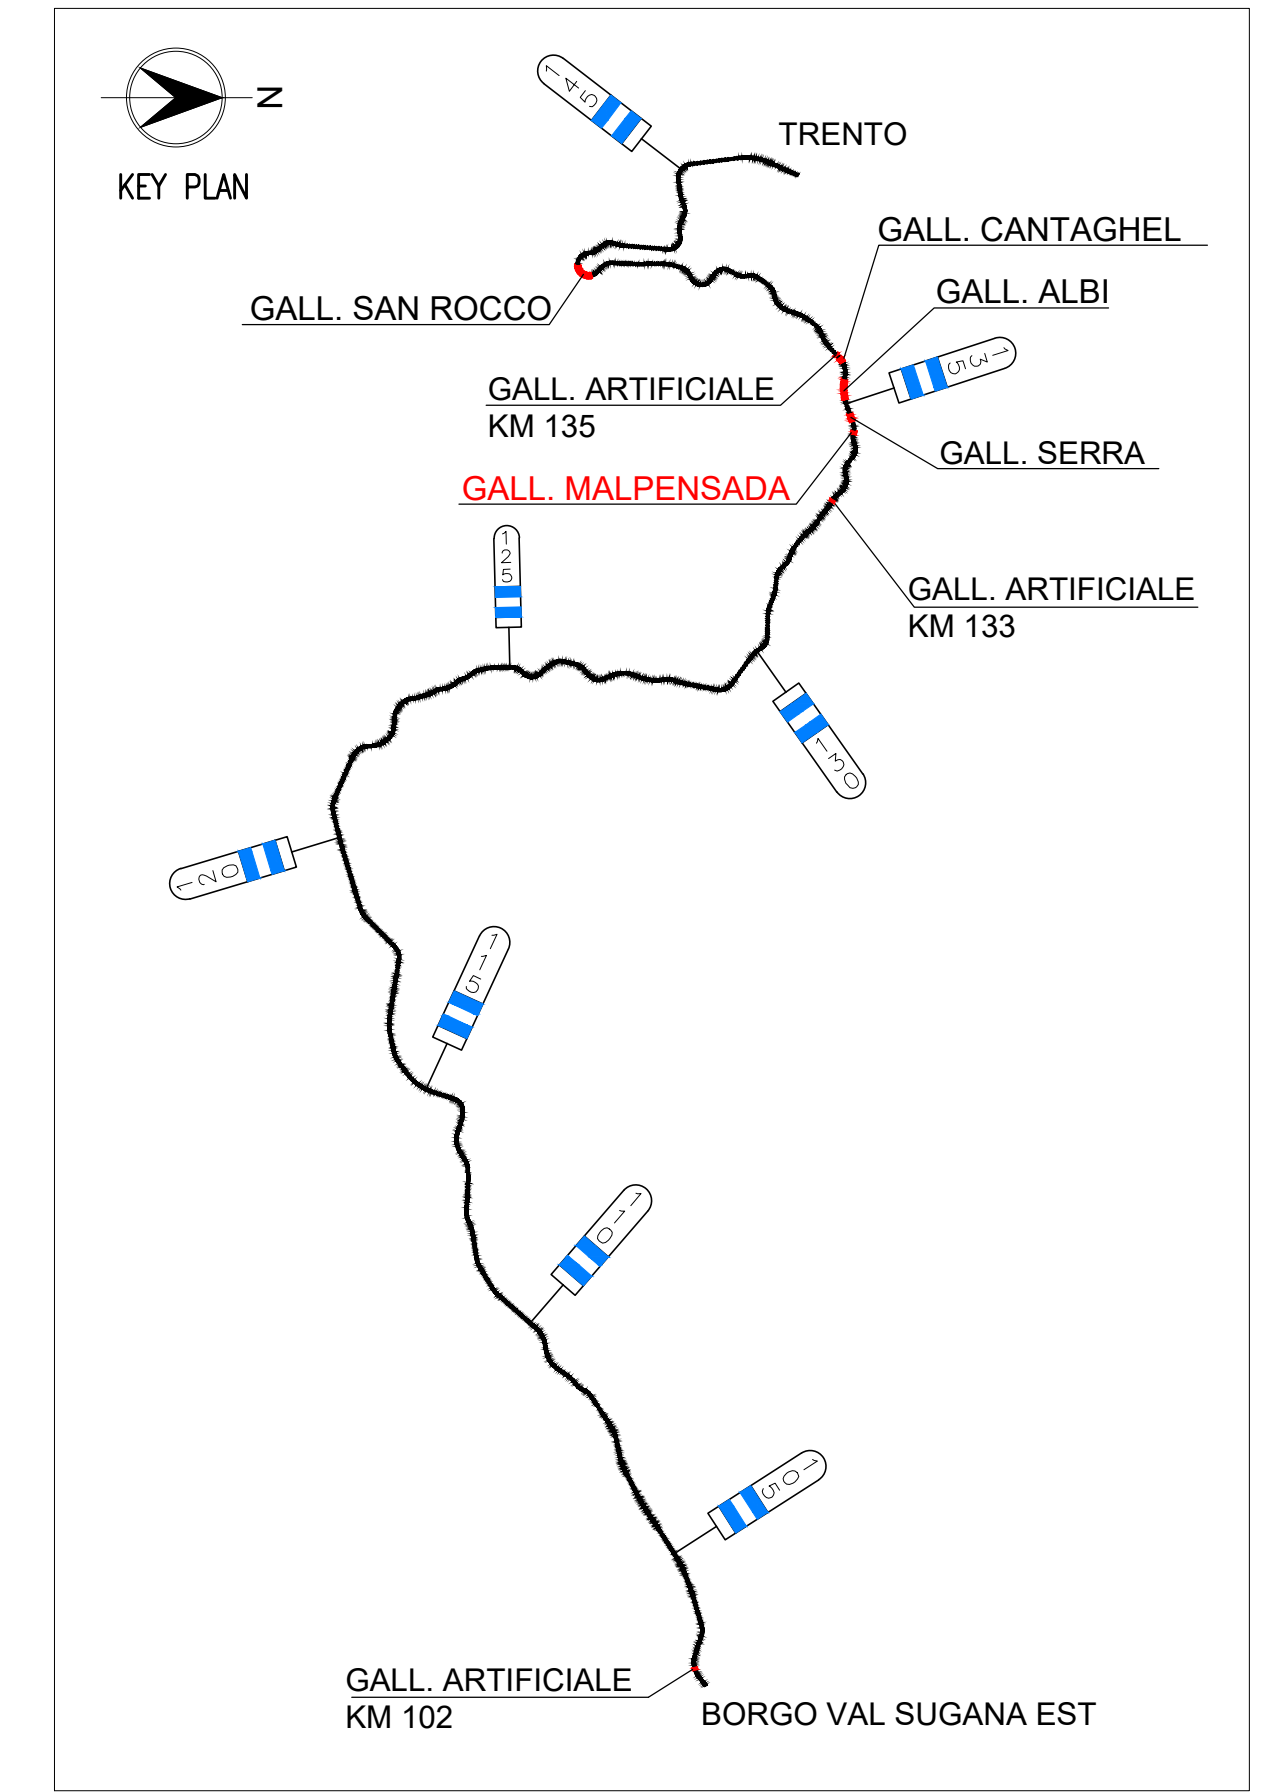 N
KEY PLAN
145
TRENTO
GALL. CANTAGHEL
GALL. ALBI
GALL. SAN ROCCO
135
GALL. ARTIFICIALE
KM 135
GALL. SERRA
GALL. MALPENSADA
125
GALL. ARTIFICIALE
KM 133
130
120
115
110
105
GALL. ARTIFICIALE
KM 102
BORGO VAL SUGANA EST